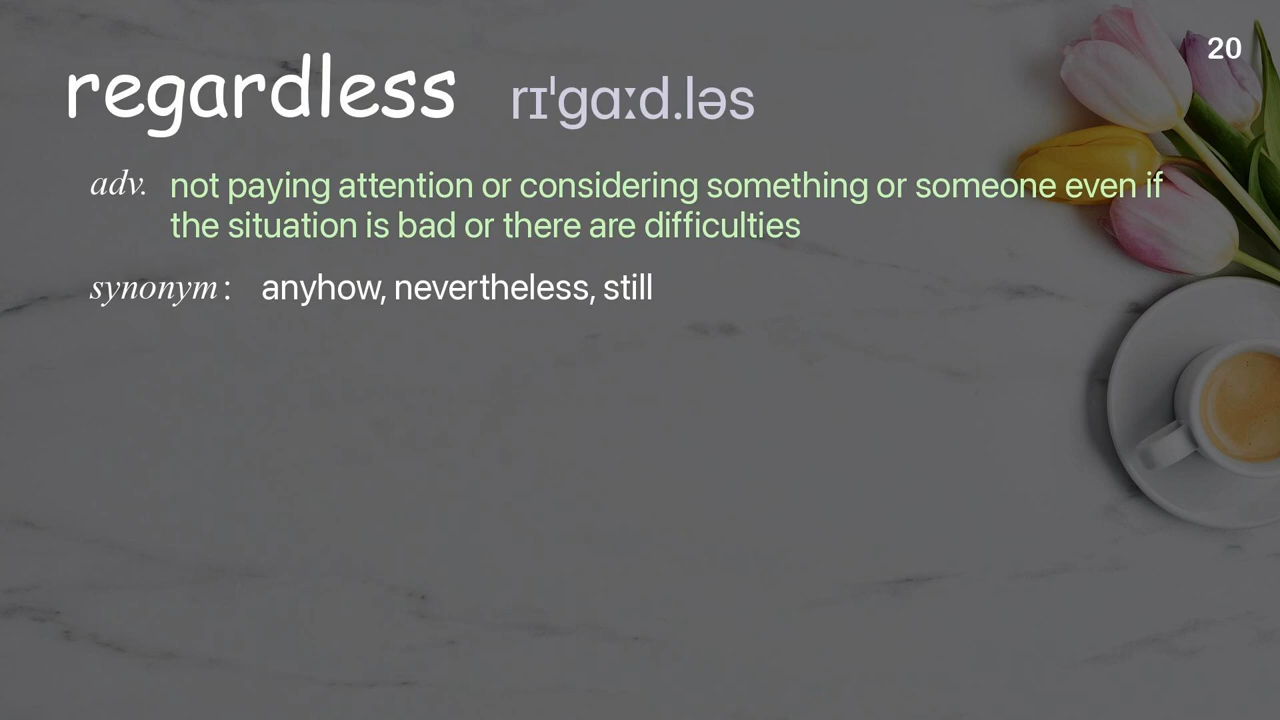 20
regardless rɪˈɡɑːd.ləs
adv. not paying attention or considering something or someone even if
the situation is bad or there are difficulties
synonym: anyhow, nevertheless, still